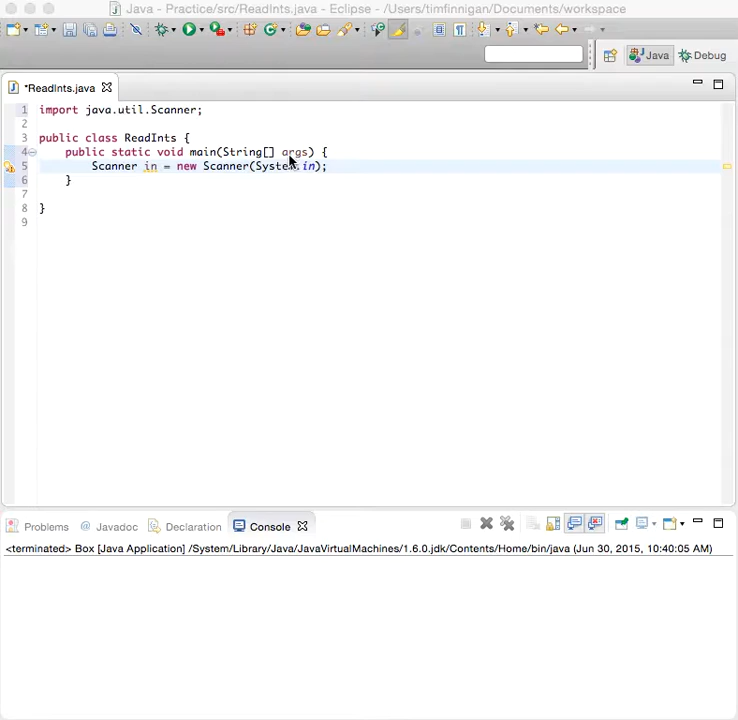 Java - Practice/src/ReadInts.java - Eclipse - /Users/timfinnigan/Documents/workspace
Java Debug
*ReadInts.java
1 import java.util.Scanner;
2
3 public class ReadInts {
4 public static void main(String[] args) {
5 Scanner in = new Scanner(System.in);
6 }
7
8 }
9
Problems @ Javadoc Declaration Console
<terminated> Box [Java Application] /System/Library/Java/JavaVirtualMachines/1.6.0.jdk/Contents/Home/bin/java (Jun 30, 2015, 10:40:05 AM)